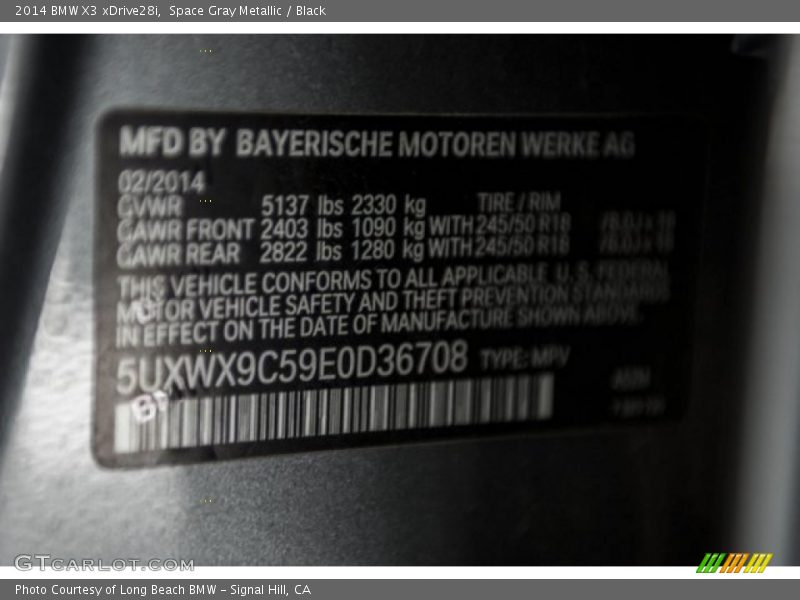 2014 BMW X3 xDrive28i, Space Gray Metallic / Black
MFD BY BAYERISCHE MOTOREN WERKE AG
02/2014
GVWR 5137 lbs 2330 kg TIRE / RIM
GAWR FRONT 2403 lbs 1090 kg WITH 245/50 R18
GAWR REAR 2822 lbs 1280 kg WITH 245/50 R18
THIS VEHICLE CONFORMS TO ALL APPLICABLE U.S. FEDERAL
MOTOR VEHICLE SAFETY AND THEFT PREVENTION STANDARDS
IN EFFECT ON THE DATE OF MANUFACTURE SHOWN ABOVE.
5UXWX9C59E0D36708 TYPE: MPV
GTCARLOT.COM
Photo Courtesy of Long Beach BMW – Signal Hill, CA